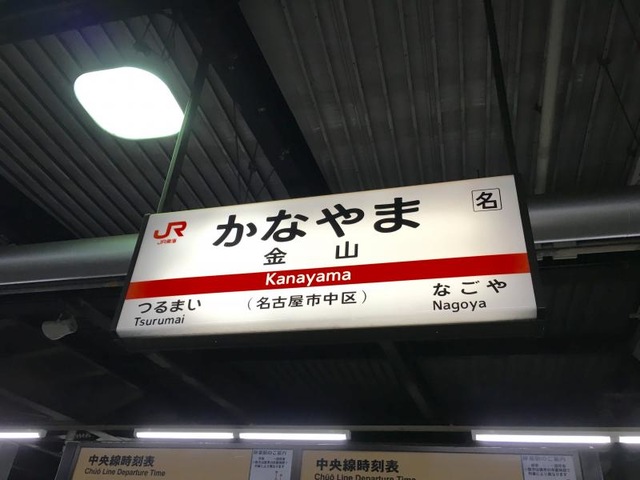 JR
JR東海
かなやま
名
金山
Kanayama
つるまい
Tsurumai
（名古屋市中区）
なごや
Nagoya
中央線時刻表
Chūō Line Departure Time
中央線時刻表
Chūō Line Departure Time